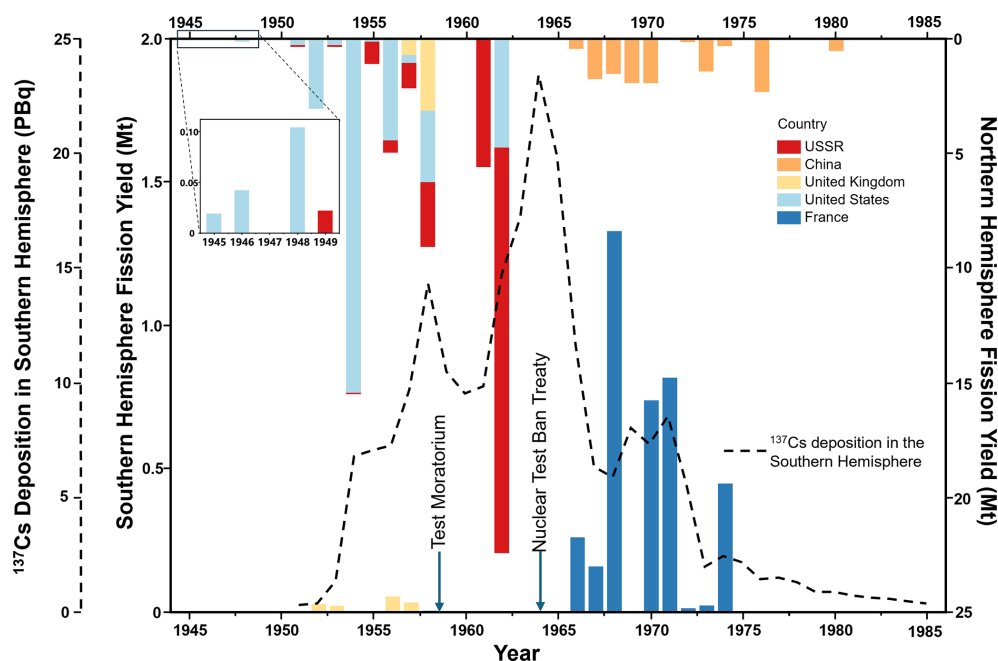 1945 1950 1955 1960 1965 1970 1975 1980 1985
25
20
15
10
5
0
137Cs Deposition in Southern Hemisphere (PBq)
2.0
1.5
1.0
0.5
0
Southern Hemisphere Fission Yield (Mt)
0.10
0.05
0
1945 1946 1947 1948 1949
Country
USSR
China
United Kingdom
United States
France
Test Moratorium
Nuclear Test Ban Treaty
137Cs deposition in the
Southern Hemisphere
0
5
10
15
20
25
Northern Hemisphere Fission Yield (Mt)
1945 1950 1955 1960 1965 1970 1975 1980 1985
Year